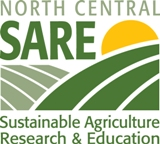 NORTH CENTRAL
SARE
Sustainable Agriculture
Research & Education